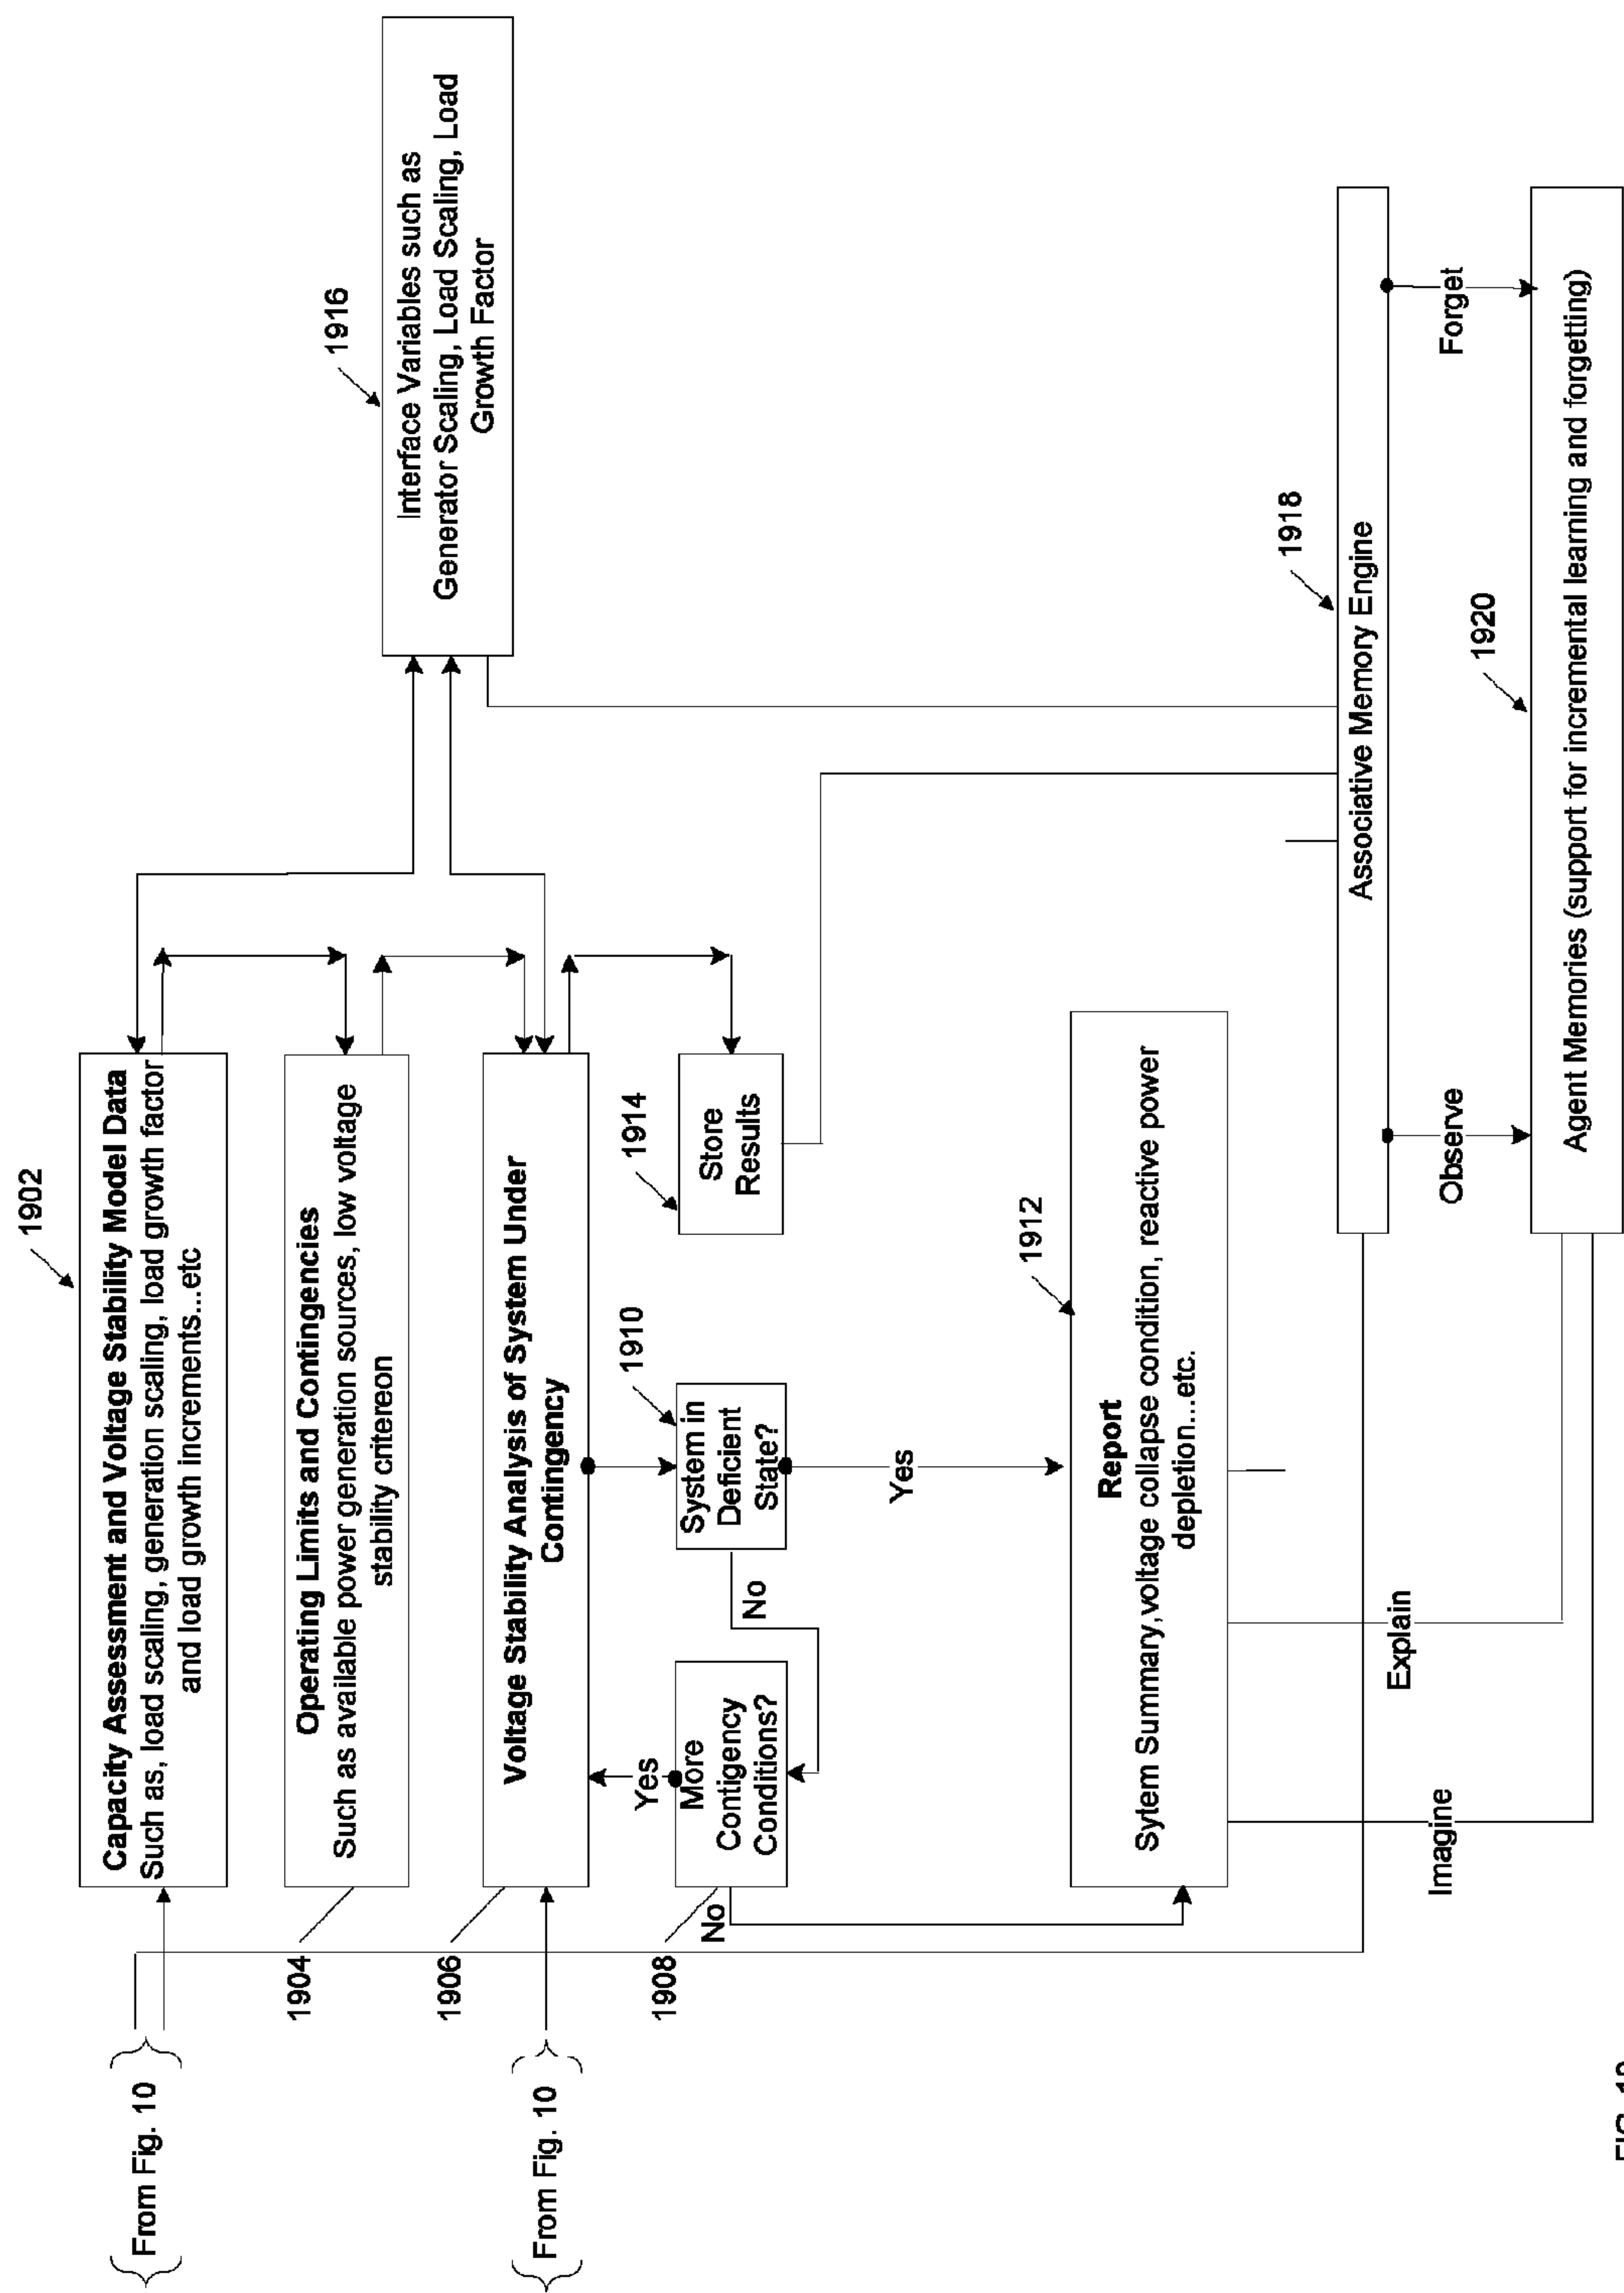 1902
Capacity Assessment and Voltage Stability Model Data
Such as, load scaling, generation scaling, load growth factor
and load growth increments...etc
From Fig. 10
1904
Operating Limits and Contingencies
Such as available power generation sources, low voltage
stability critereon
1916
Interface Variables such as
Generator Scaling, Load Scaling, Load
Growth Factor
1906
Voltage Stability Analysis of System Under
Contingency
From Fig. 10
Yes
1908
More
Contigency
Conditions?
No
No
1910
System in
Deficient
State?
Yes
1914
Store
Results
1912
Report
Sytem Summary,voltage collapse condition, reactive power
depletion...etc.
1918
Associative Memory Engine
Imagine
Explain
Observe
Forget
1920
Agent Memories (support for incremental learning and forgetting)